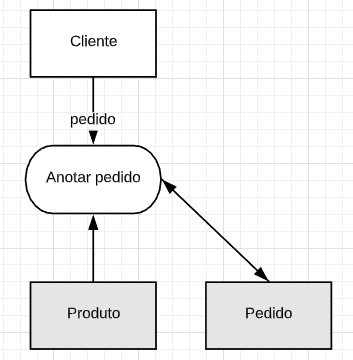 Cliente
pedido
Anotar pedido
Produto
Pedido